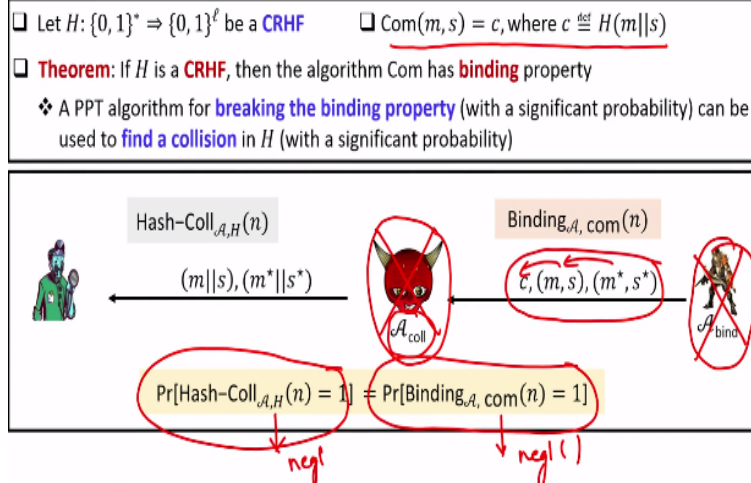 ❑ Let H: {0, 1}* ⇒ {0, 1}^ℓ be a CRHF
❑ Com(m, s) = c, where c ≝ H(m||s)
❑ Theorem: If H is a CRHF, then the algorithm Com has binding property
❖ A PPT algorithm for breaking the binding property (with a significant probability) can be
used to find a collision in H (with a significant probability)
Hash−Coll_{𝒜,H}(n)
Binding_{𝒜, com}(n)
(m||s), (m*||s*)
c, (m, s), (m*, s*)
𝒜_coll
𝒜_bind
Pr[Hash−Coll_{𝒜,H}(n) = 1] = Pr[Binding_{𝒜, com}(n) = 1]
negl
negl()